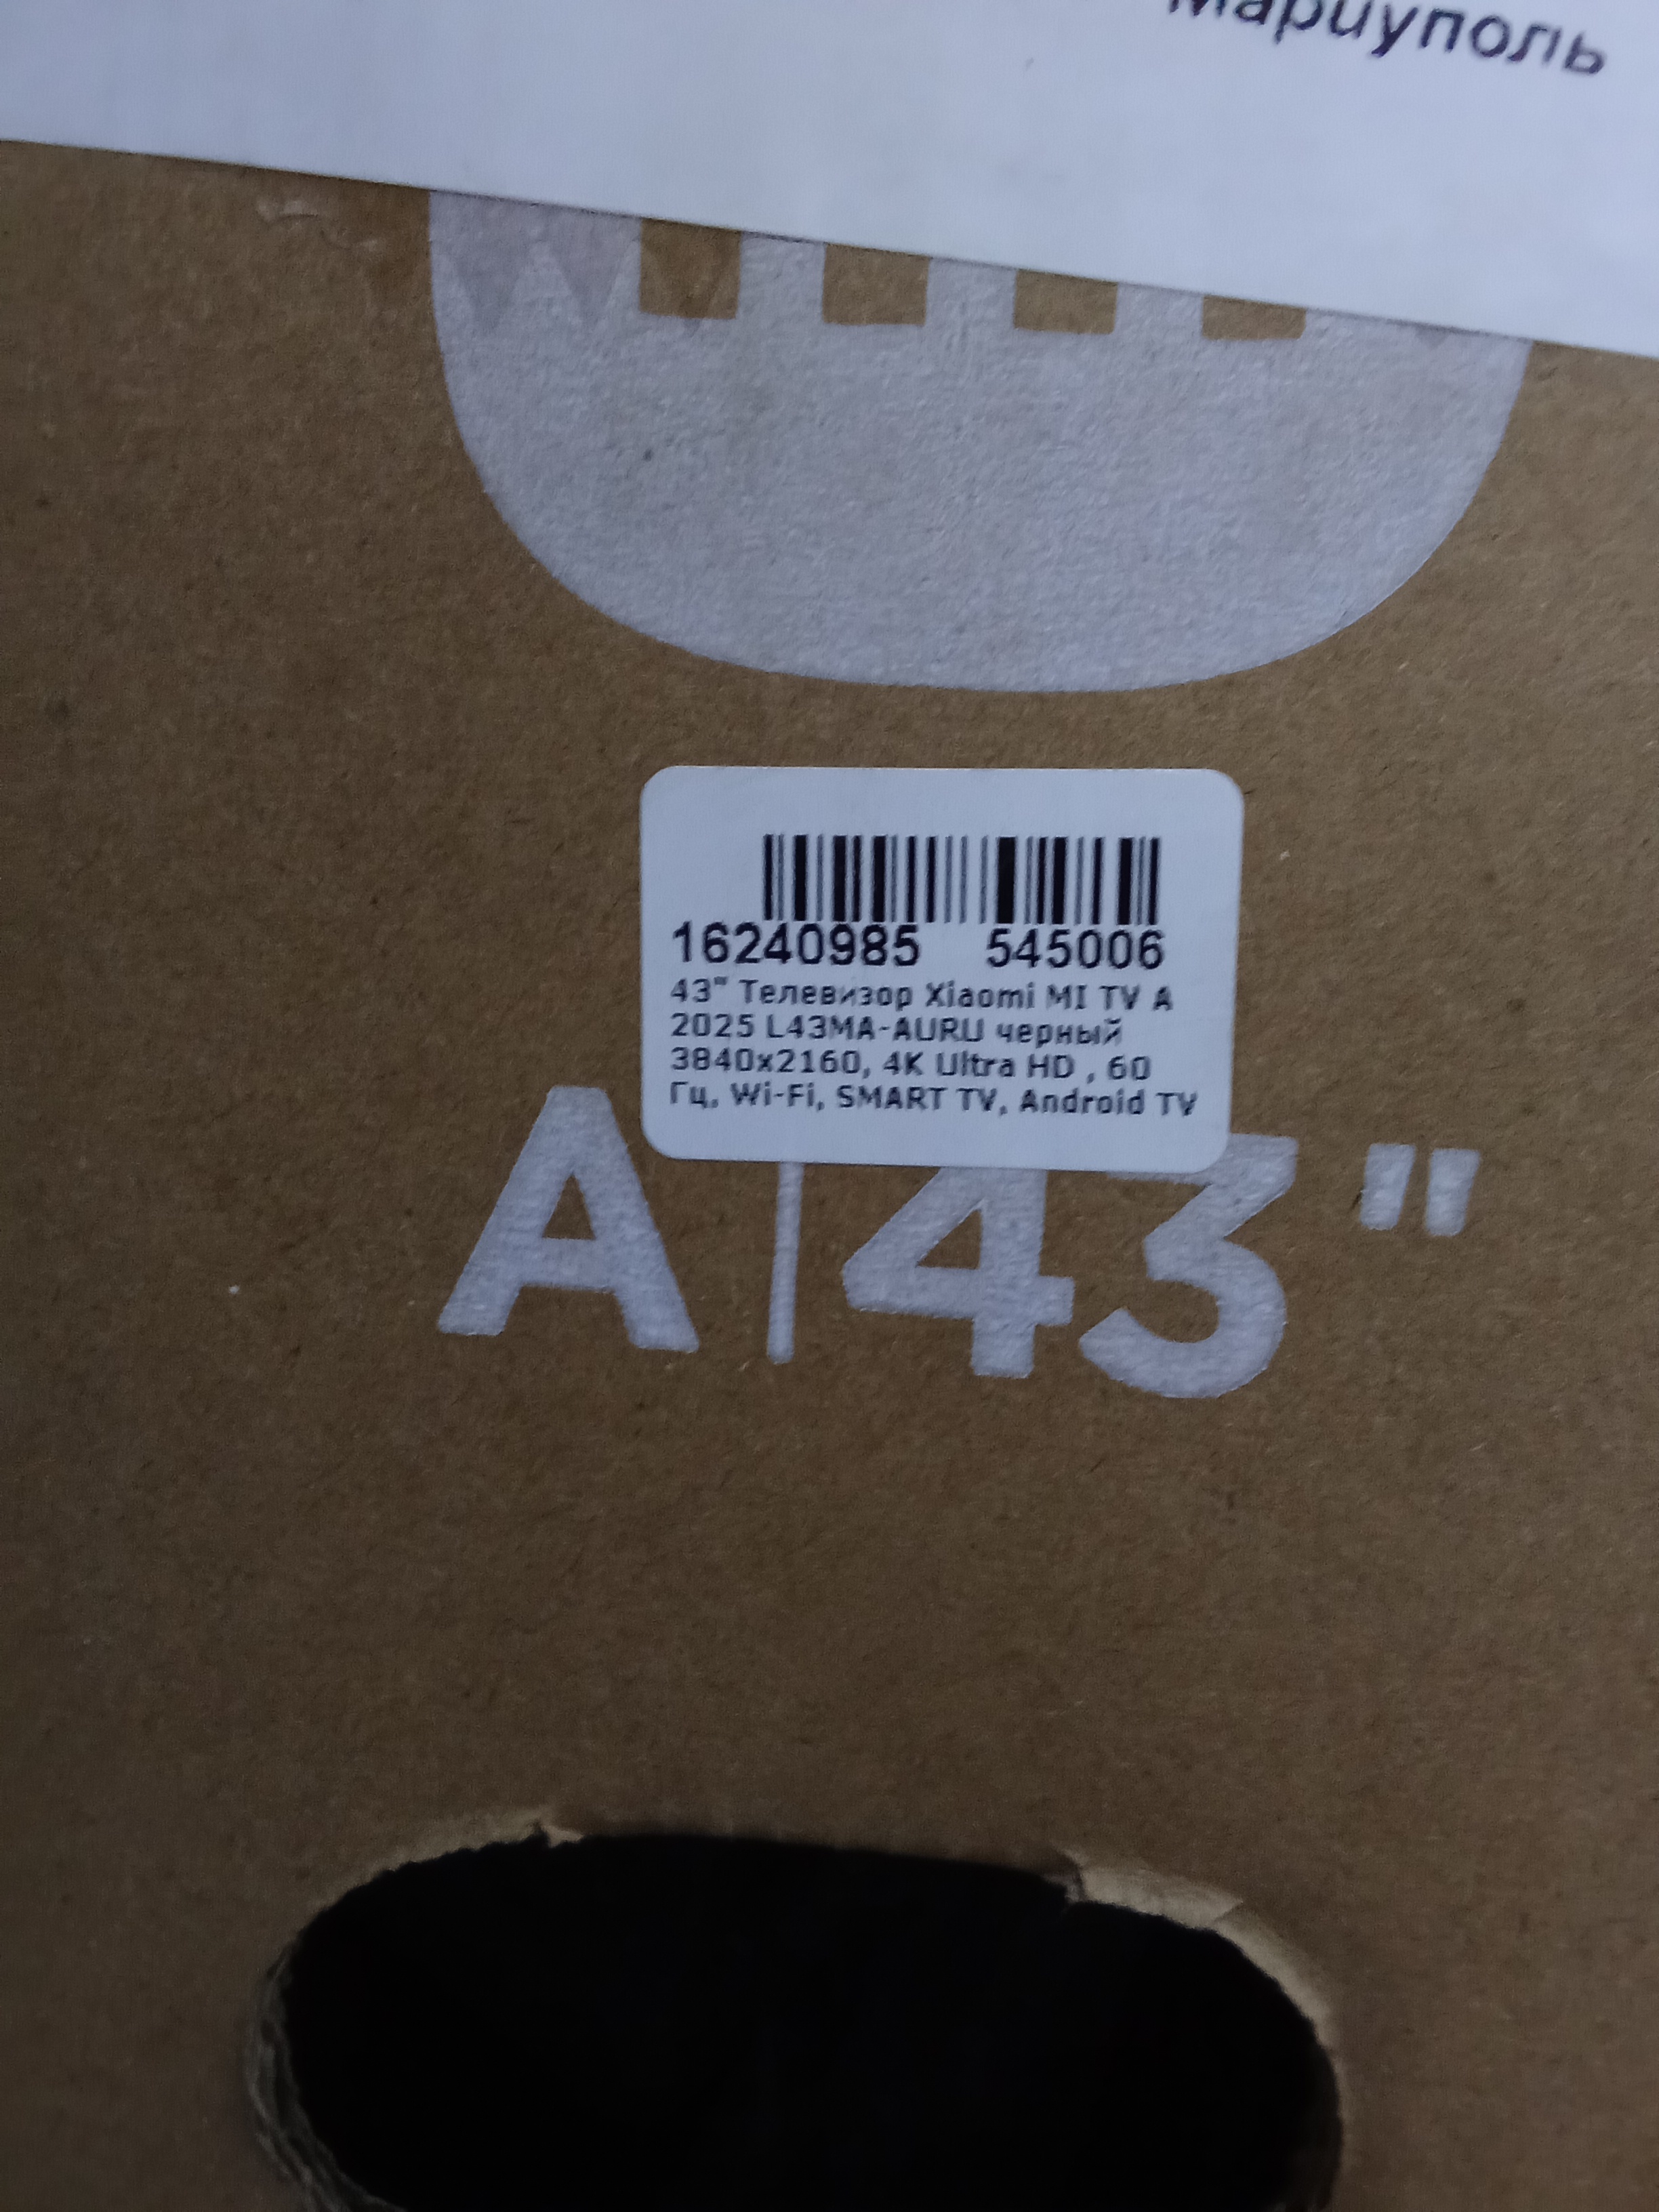 Мариуполь
16240985 545006
43" Телевизор Xiaomi MI TV A
2025 L43MA-AURU черный
3840x2160, 4K Ultra HD , 60
Гц, Wi-Fi, SMART TV, Android TV
A|43"